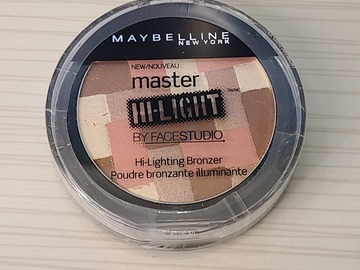 MAYBELLINE
NEW YORK
NEW/NOUVEAU
master
HI-LIGHT
BY FACESTUDIO
Hi-Lighting Bronzer
Poudre bronzante illuminante